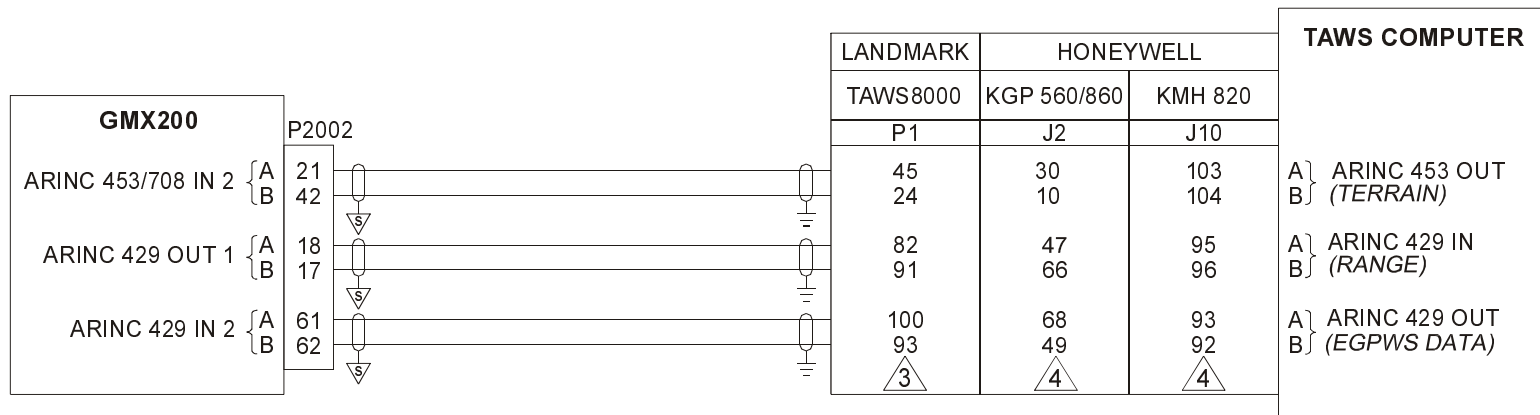 TAWS COMPUTER
LANDMARK HONEYWELL
TAWS8000 KGP 560/860 KMH 820
GMX200
P2002
P1 J2 J10
ARINC 453/708 IN 2 A 21 45 30 103 A ARINC 453 OUT
B 42 24 10 104 B (TERRAIN)
S
ARINC 429 OUT 1 A 18 82 47 95 A ARINC 429 IN
B 17 91 66 96 B (RANGE)
S
ARINC 429 IN 2 A 61 100 68 93 A ARINC 429 OUT
B 62 93 49 92 B (EGPWS DATA)
S
3 4 4